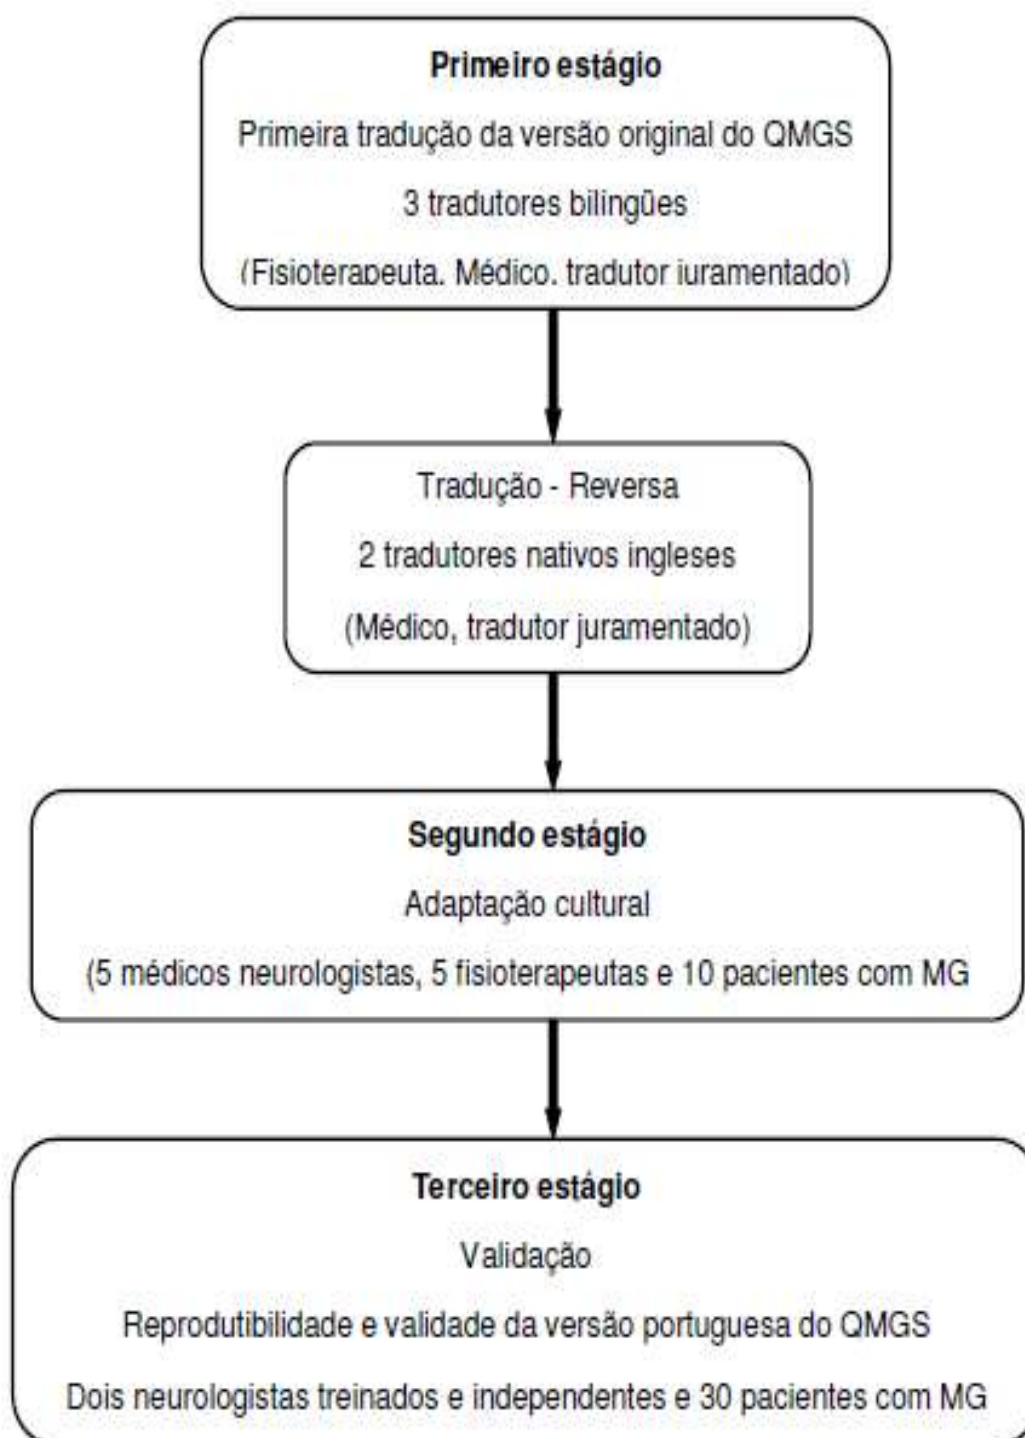 Primeiro estágio
Primeira tradução da versão original do QMGS
3 tradutores bilingües
(Fisioterapeuta, Médico, tradutor juramentado)
Tradução - Reversa
2 tradutores nativos ingleses
(Médico, tradutor juramentado)
Segundo estágio
Adaptação cultural
(5 médicos neurologistas, 5 fisioterapeutas e 10 pacientes com MG
Terceiro estágio
Validação
Reprodutibilidade e validade da versão portuguesa do QMGS
Dois neurologistas treinados e independentes e 30 pacientes com MG